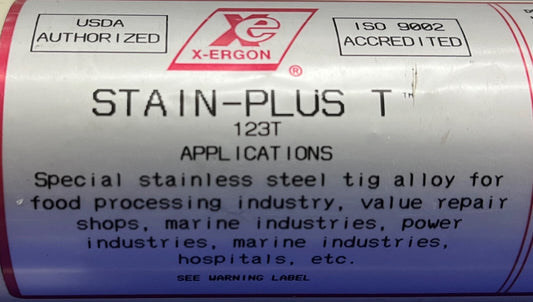 USDA
AUTHORIZED
xe
X-ERGON
®
ISO 9002
ACCREDITED
STAIN-PLUS T™
123T
APPLICATIONS
Special stainless steel tig alloy for
food processing industry, value repair
shops, marine industries, power
industries, marine industries,
hospitals, etc.
SEE WARNING LABEL